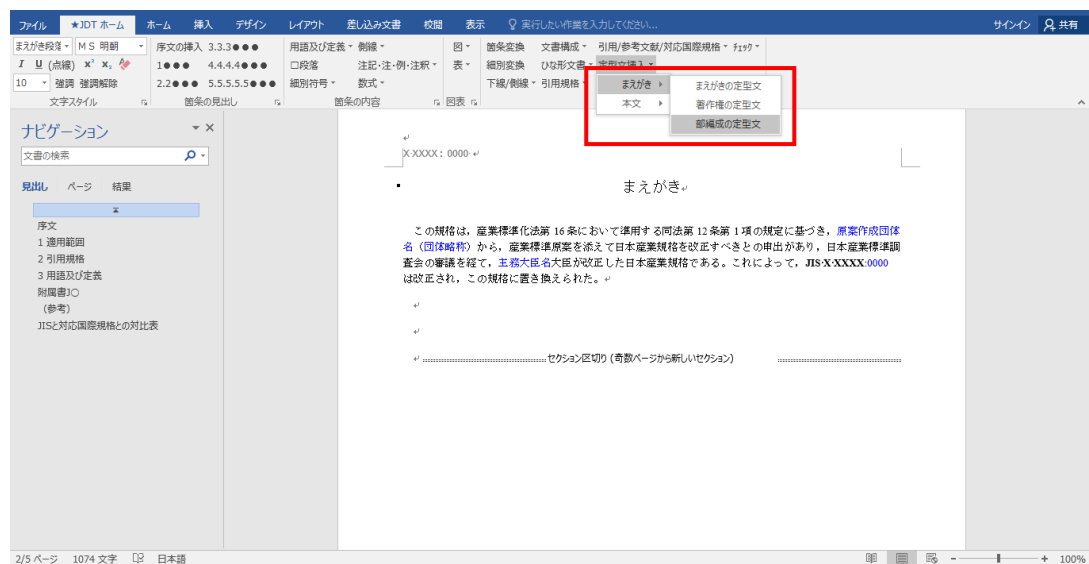 ファイル ★JDT ホーム ホーム 挿入 デザイン レイアウト 差し込み文書 校閲 表示 実行したい作業を入力してください... サインイン 共有
まえがき段落 MS 明朝 序文の挿入 3.3.3●●● 用語及び定義 側線 図 箇条変換 文書構成 引用/参考文献/対応国際規格 チェック
I U (点線) X² X₂ 1●●● 4.4.4.4●●● 口段落 注記・注・例・注釈 表 細別変換 ひな形文書 定型文挿入
10 強調 強調解除 2.2●●● 5.5.5.5.5●●● 細別符号 数式 下線/側線 引用規格
文字スタイル 箇条の見出し 箇条の内容 図表
まえがき まえがきの定型文
本文 著作権の定型文
部編成の定型文
ナビゲーション
文書の検索
見出し ページ 結果
序文
1 適用範囲
2 引用規格
3 用語及び定義
附属書J○
(参考)
JISと対応国際規格との対比表
X・XXXX : 0000・
まえがき
この規格は，産業標準化法第 16 条において準用する同法第 12 条第 1 項の規定に基づき，原案作成団体
名（団体略称）から，産業標準原案を添えて日本産業規格を改正すべきとの申出があり，日本産業標準調
査会の審議を経て，主務大臣名大臣が改正した日本産業規格である。これによって，JIS・X・XXXX:0000
は改正され，この規格に置き換えられた。
セクション区切り (奇数ページから新しいセクション)
2/5 ページ 1074 文字 日本語 100%